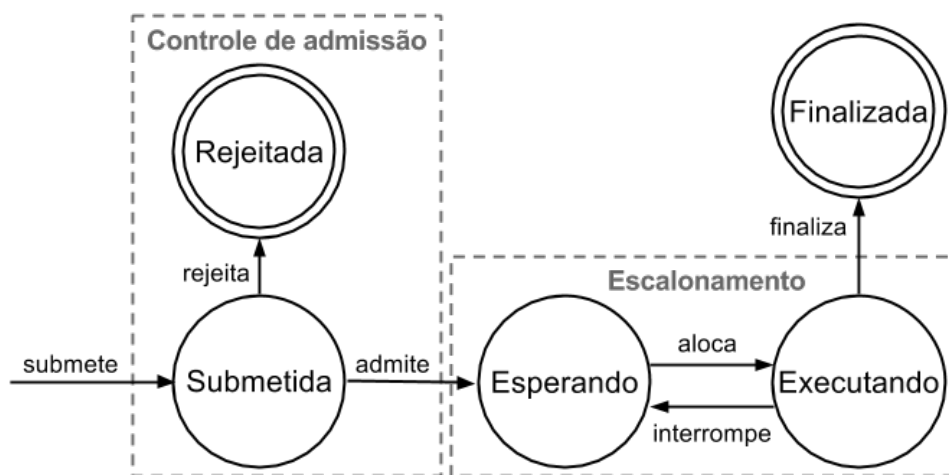 Controle de admissão
Rejeitada
Finalizada
rejeita
finaliza
Escalonamento
submete
Submetida
admite
Esperando
aloca
Executando
interrompe